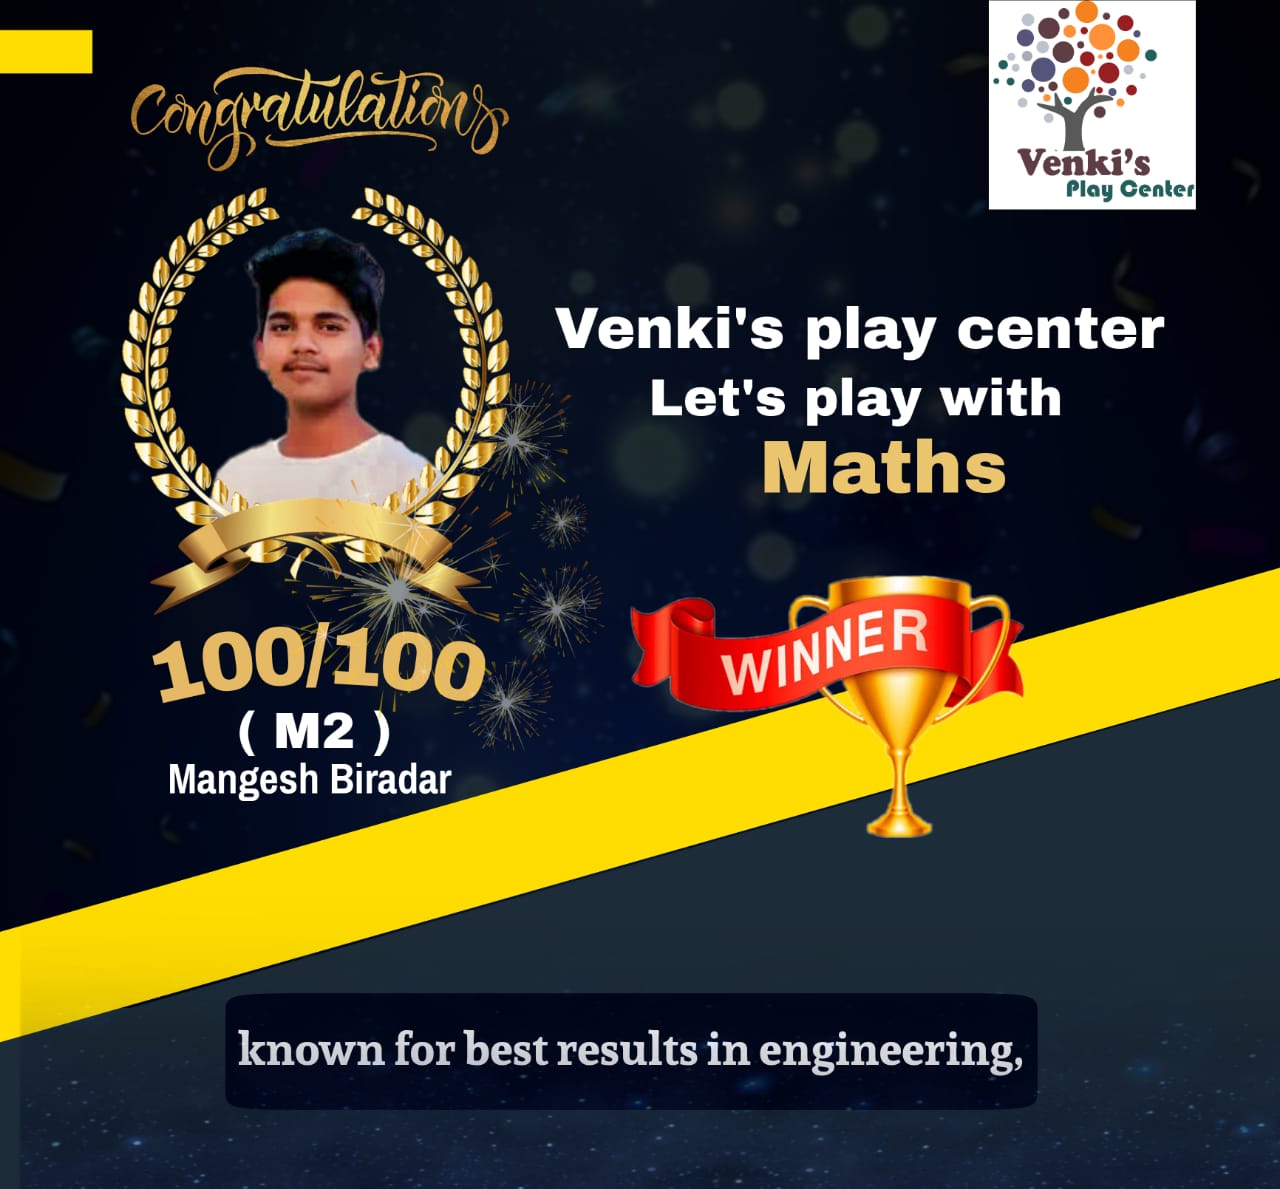 Congratulations
Venki's
Play Center
Venki's play center
Let's play with
Maths
WINNER
100/100
( M2 )
Mangesh Biradar
known for best results in engineering,